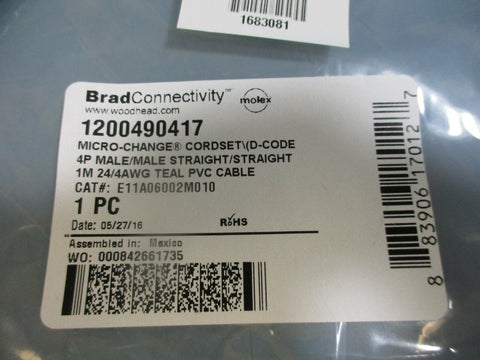 1683081
BradConnectivity™ molex
www.woodhead.com
1200490417
MICRO-CHANGE® CORDSET\(D-CODE
4P MALE/MALE STRAIGHT/STRAIGHT
1M 24/4AWG TEAL PVC CABLE
CAT#: E11A06002M010
1 PC
Date: 05/27/16 RoHS
Assembled in: Mexico
WO: 000842661735
8 83906 17012 7